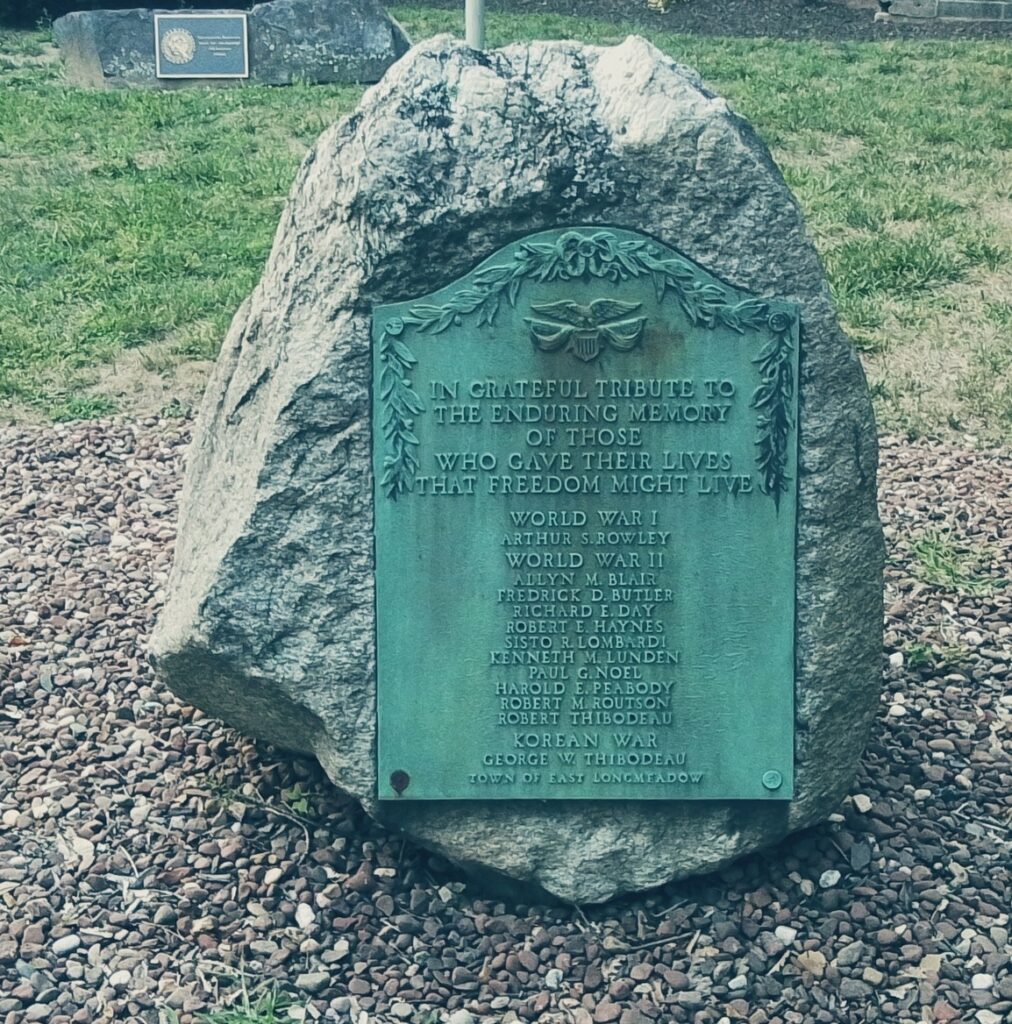 IN GRATEFUL TRIBUTE TO
THE ENDURING MEMORY
OF THOSE
WHO GAVE THEIR LIVES
THAT FREEDOM MIGHT LIVE
WORLD WAR I
ARTHUR S. ROWLEY
WORLD WAR II
ALLYN M. BLAIR
FREDRICK D. BUTLER
RICHARD E. DAY
ROBERT E. HAYNES
SISTO R. LOMBARDI
KENNETH M. LUNDEN
PAUL G. NOEL
HAROLD E. PEABODY
ROBERT M. ROUTSON
ROBERT THIBODEAU
KOREAN WAR
GEORGE W. THIBODEAU
TOWN OF EAST LONGMEADOW